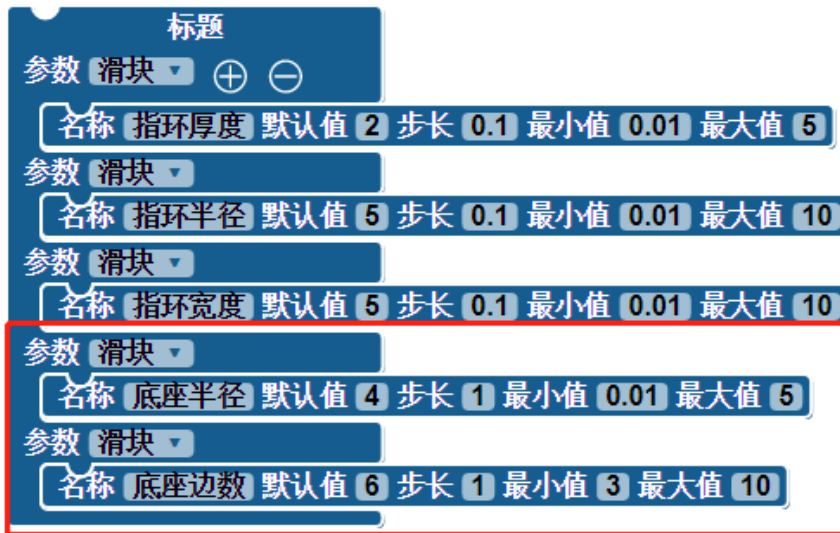 标题
参数 滑块
名称 指环厚度 默认值 2 步长 0.1 最小值 0.01 最大值 5
参数 滑块
名称 指环半径 默认值 5 步长 0.1 最小值 0.01 最大值 10
参数 滑块
名称 指环宽度 默认值 5 步长 0.1 最小值 0.01 最大值 10
参数 滑块
名称 底座半径 默认值 4 步长 1 最小值 0.01 最大值 5
参数 滑块
名称 底座边数 默认值 6 步长 1 最小值 3 最大值 10